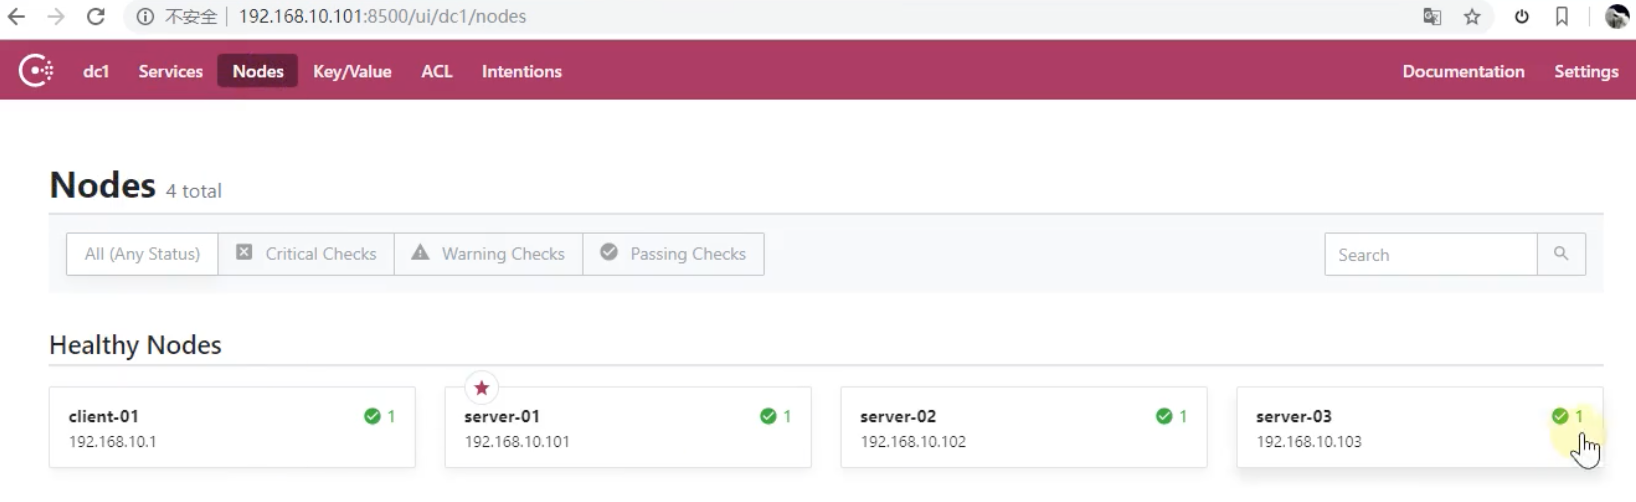 不安全 192.168.10.101:8500/ui/dc1/nodes
dc1 Services Nodes Key/Value ACL Intentions Documentation Settings
Nodes 4 total
All (Any Status) Critical Checks Warning Checks Passing Checks Search
Healthy Nodes
client-01 1 server-01 1 server-02 1 server-03 1
192.168.10.1 192.168.10.101 192.168.10.102 192.168.10.103